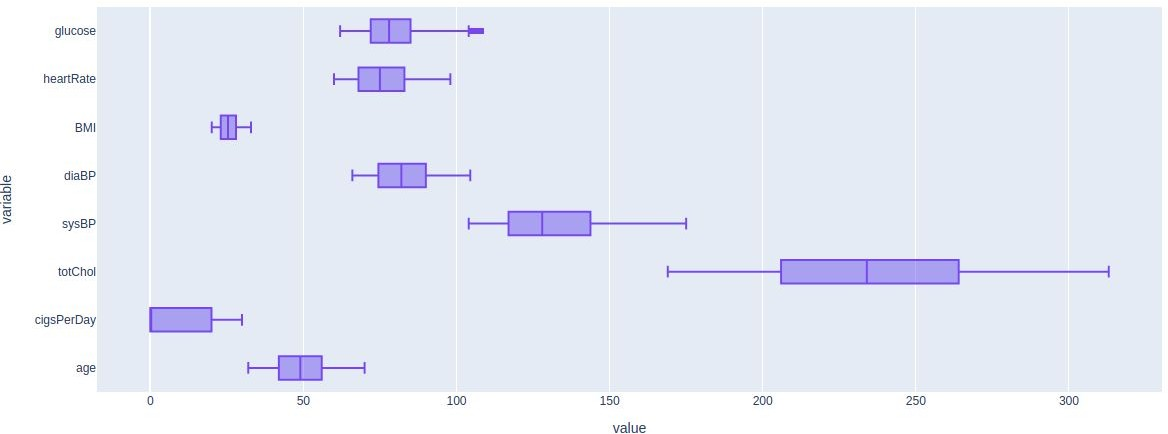 glucose
heartRate
BMI
diaBP
sysBP
totChol
cigsPerDay
age
variable
0 50 100 150 200 250 300
value